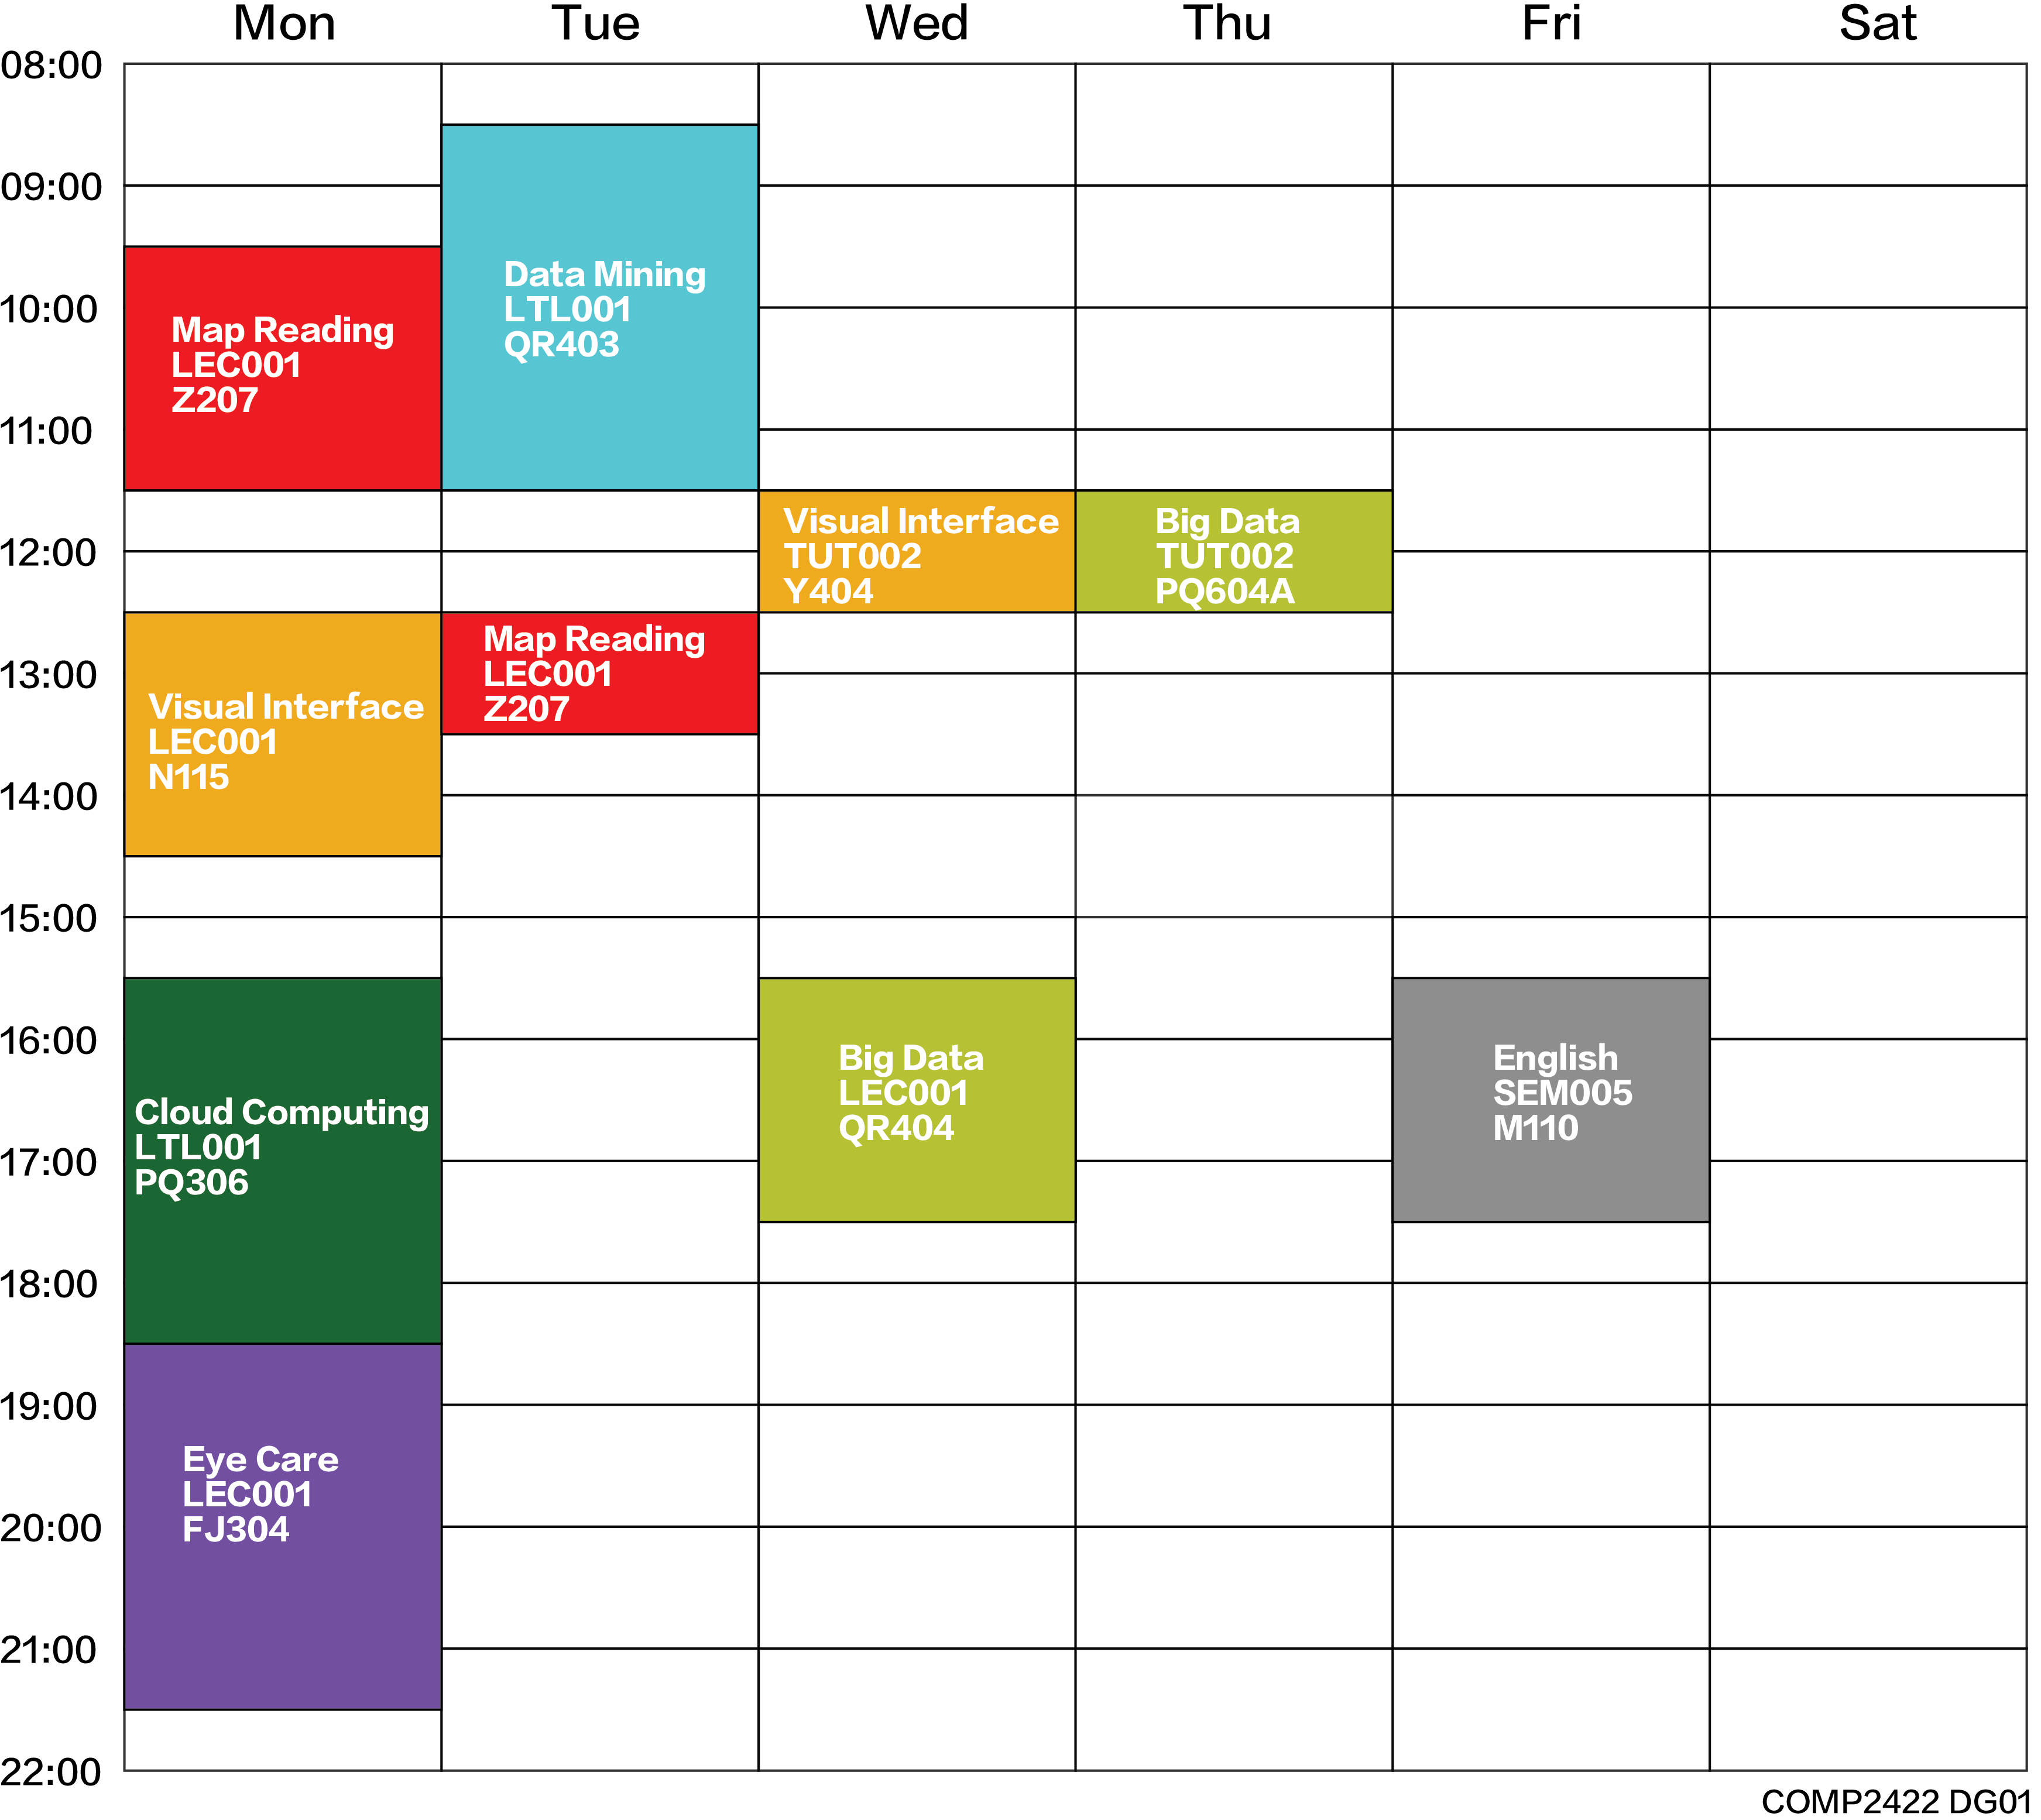 Mon Tue Wed Thu Fri Sat
08:00
09:00
10:00
11:00
12:00
13:00
14:00
15:00
16:00
17:00
18:00
19:00
20:00
21:00
22:00
Map Reading
LEC001
Z207
Visual Interface
LEC001
N115
Cloud Computing
LTL001
PQ306
Eye Care
LEC001
FJ304
Data Mining
LTL001
QR403
Map Reading
LEC001
Z207
Visual Interface
TUT002
Y404
Big Data
LEC001
QR404
Big Data
TUT002
PQ604A
English
SEM005
M110
COMP2422 DG01